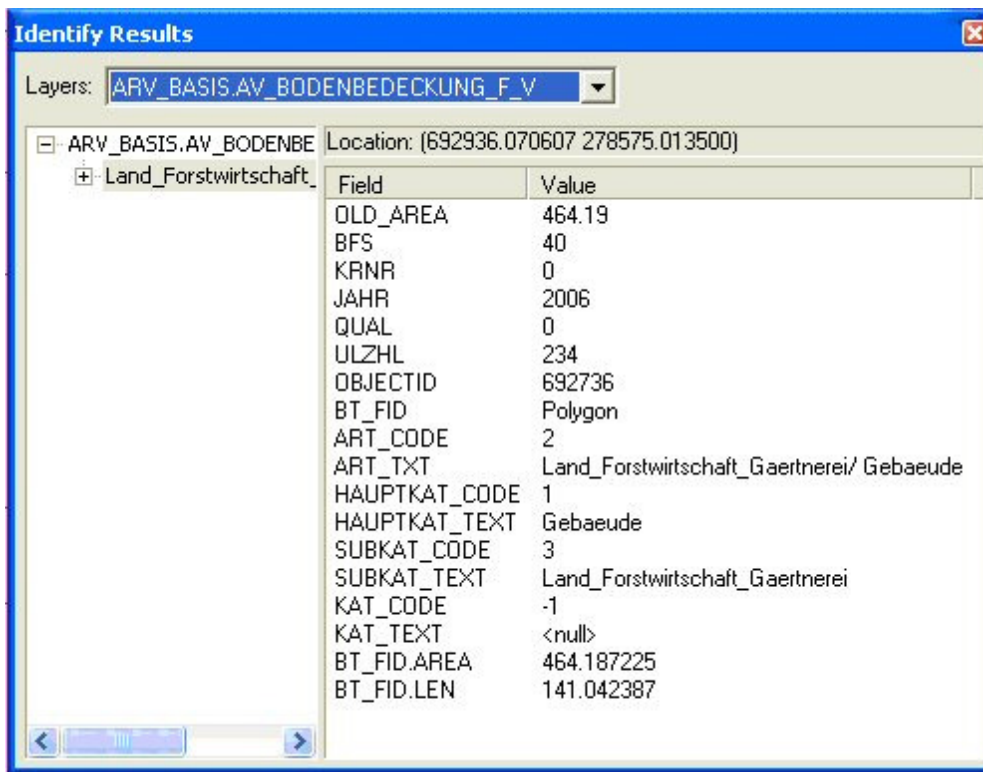 Identify Results
Layers: ARV_BASIS.AV_BODENBEDECKUNG_F_V
ARV_BASIS.AV_BODENBE
Land_Forstwirtschaft_
Location: (692936.070607 278575.013500)
Field Value
OLD_AREA 464.19
BFS 40
KRNR 0
JAHR 2006
QUAL 0
ULZHL 234
OBJECTID 692736
BT_FID Polygon
ART_CODE 2
ART_TXT Land_Forstwirtschaft_Gaertnerei/ Gebaeude
HAUPTKAT_CODE 1
HAUPTKAT_TEXT Gebaeude
SUBKAT_CODE 3
SUBKAT_TEXT Land_Forstwirtschaft_Gaertnerei
KAT_CODE -1
KAT_TEXT <null>
BT_FID.AREA 464.187225
BT_FID.LEN 141.042387